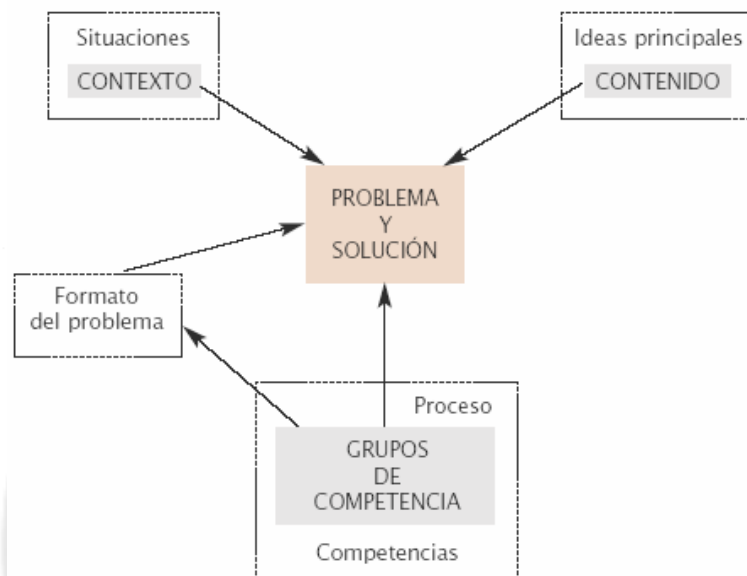 Situaciones
CONTEXTO
Ideas principales
CONTENIDO
PROBLEMA
Y
SOLUCIÓN
Formato
del problema
Proceso
GRUPOS
DE
COMPETENCIA
Competencias